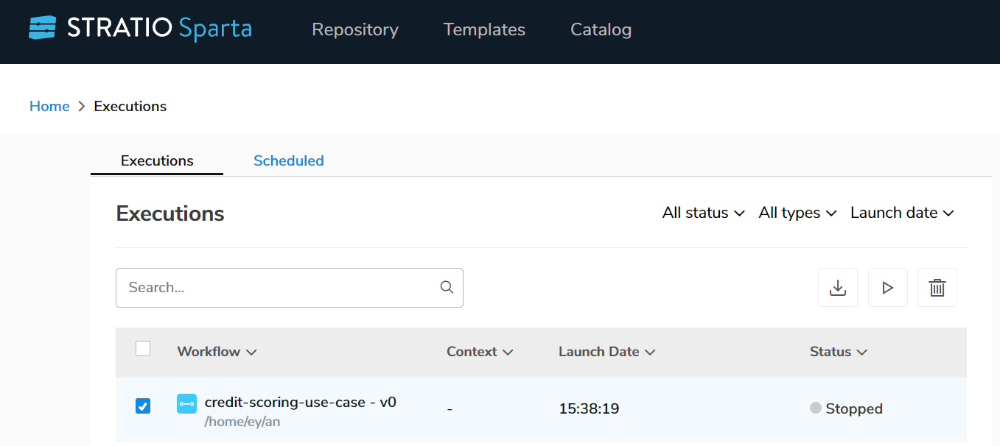 STRATIO Sparta Repository Templates Catalog
Home > Executions
Executions Scheduled
Executions All status All types Launch date
Search...
Workflow Context Launch Date Status
credit-scoring-use-case - v0 - 15:38:19 Stopped
/home/ey/an